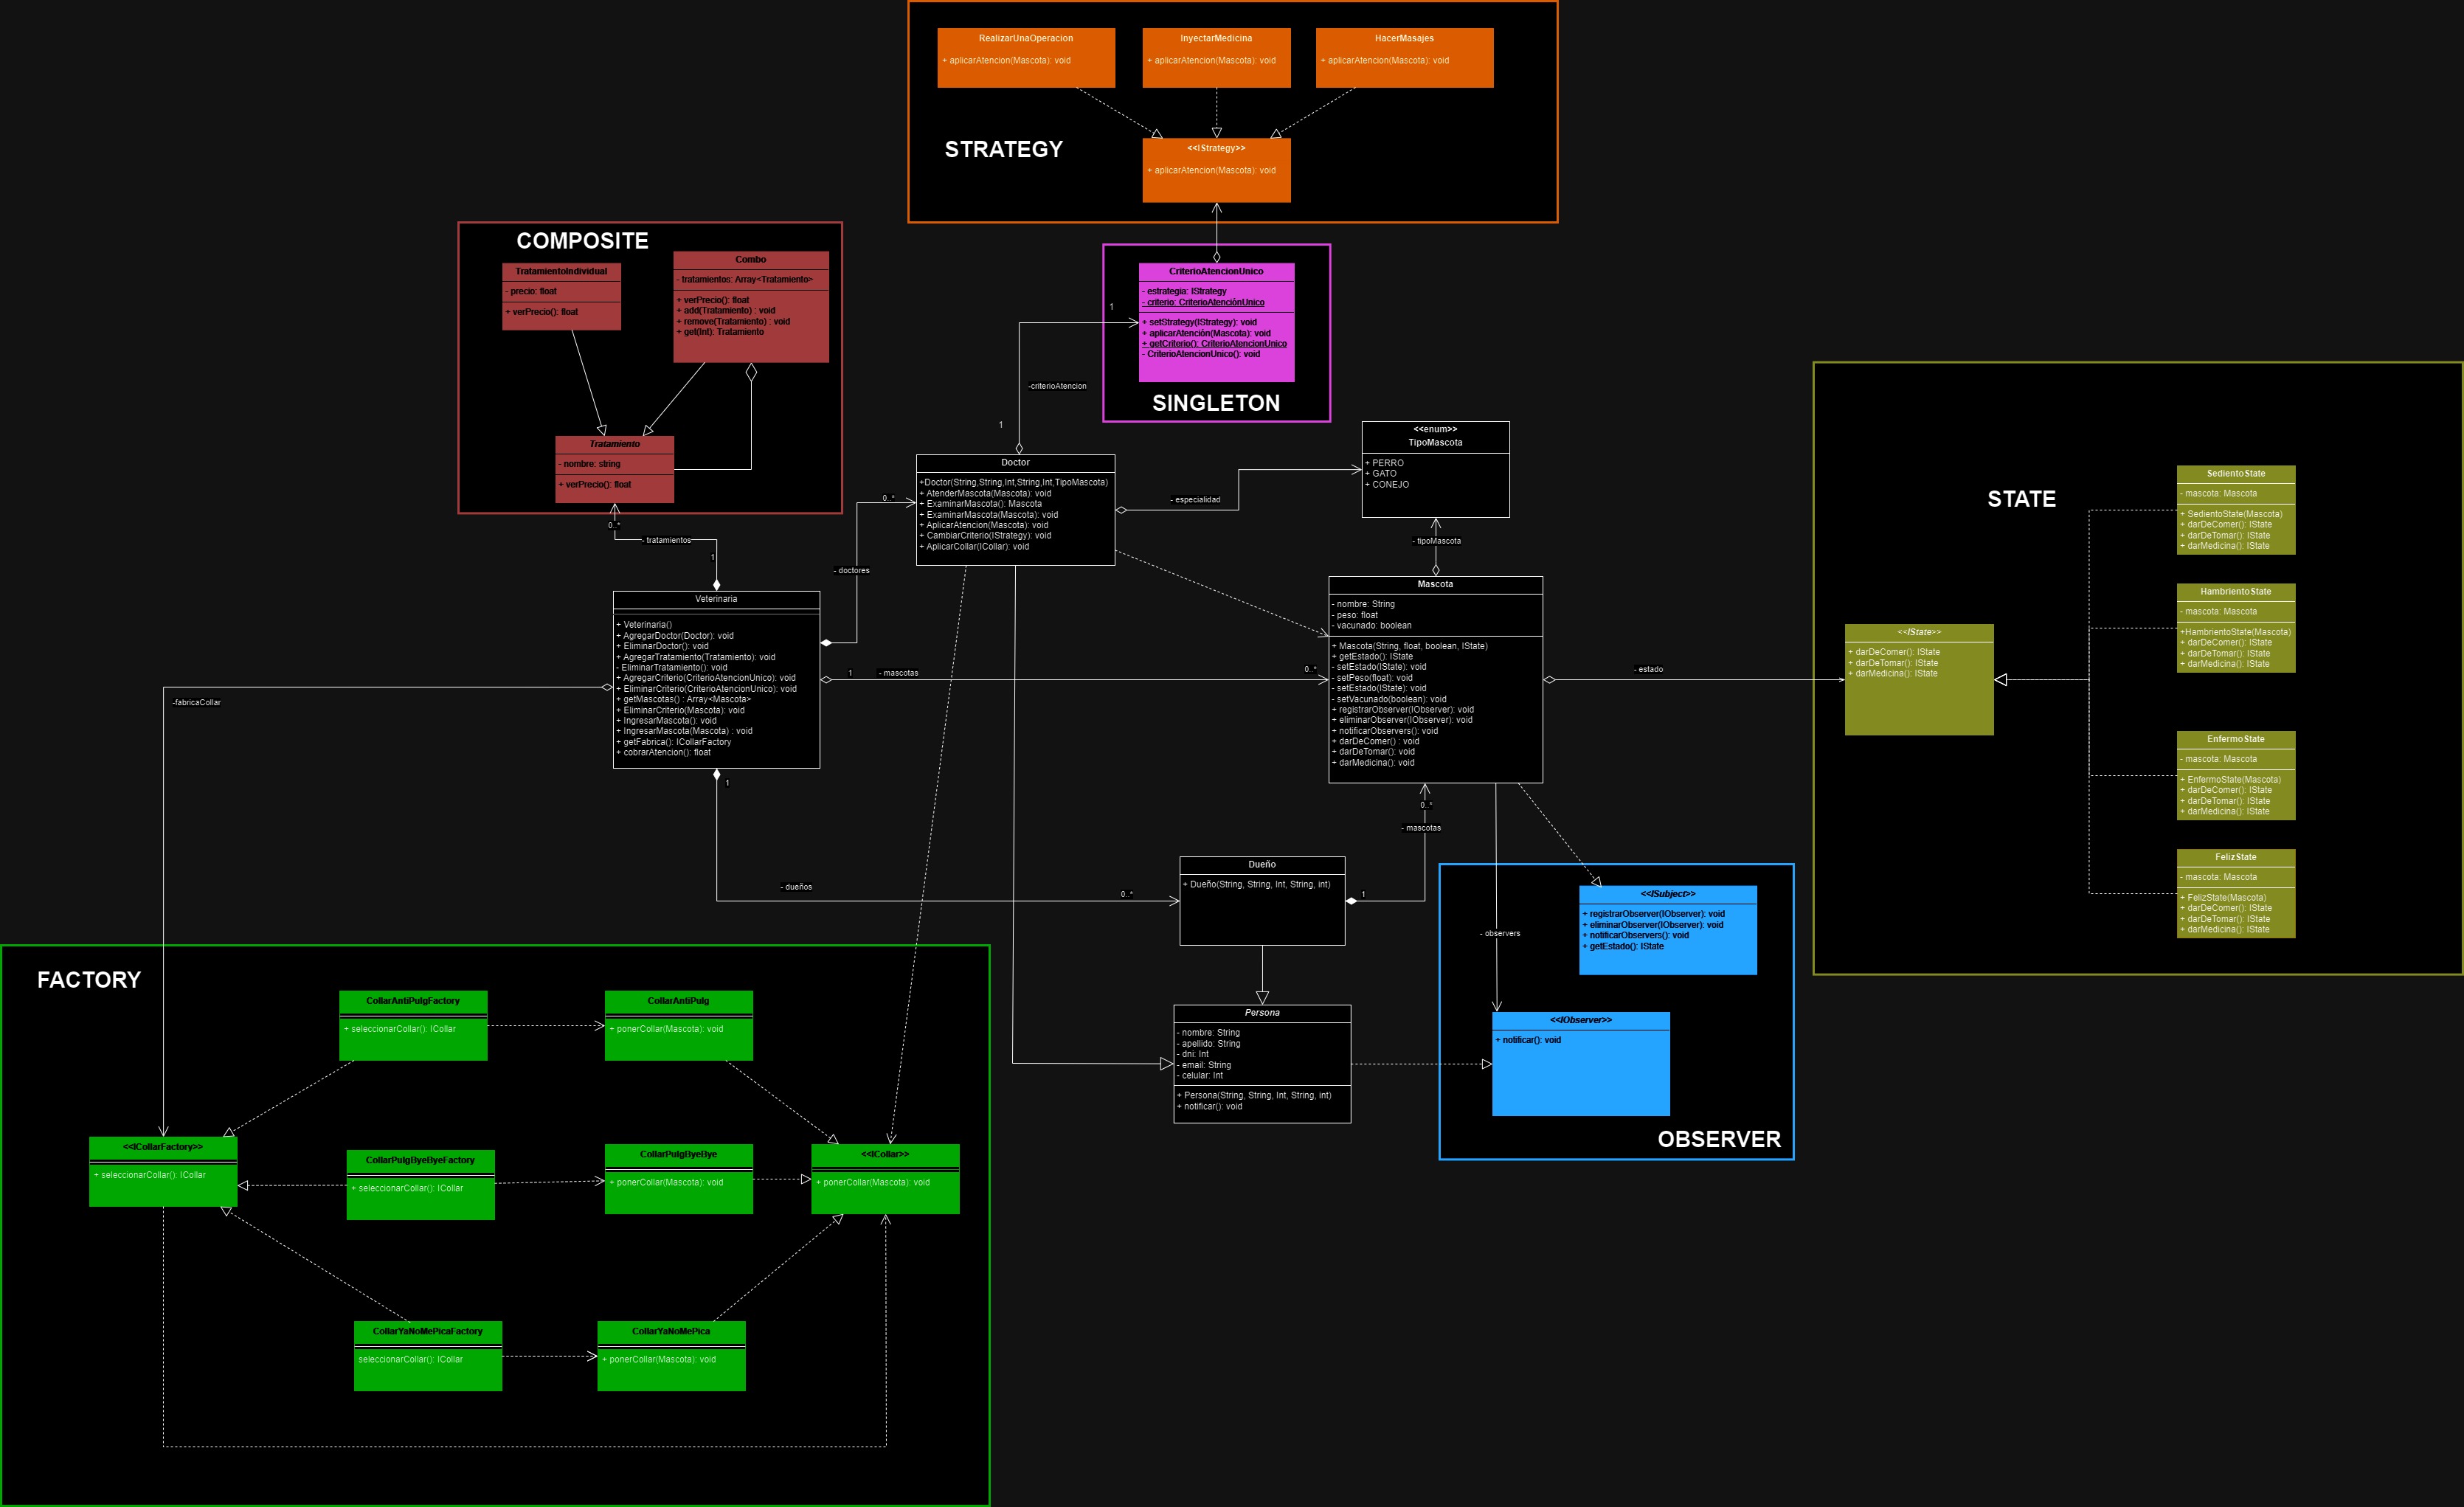 RealizarUnaOperacion
+ aplicarAtencion(Mascota): void
InyectarMedicina
+ aplicarAtencion(Mascota): void
HacerMasajes
+ aplicarAtencion(Mascota): void
STRATEGY
<<IStrategy>>
+ aplicarAtencion(Mascota): void
COMPOSITE
TratamientoIndividual
- precio: float
+ verPrecio(): float
Combo
- tratamientos: Array<Tratamiento>
+ verPrecio(): float
+ add(Tratamiento) : void
+ remove(Tratamiento) : void
+ get(Int): Tratamiento
Tratamiento
- nombre: string
+ verPrecio(): float
0..*
- tratamientos
1
CriterioAtencionUnico
- estrategia: IStrategy
- criterio: CriterioAtenciónUnico
+ setStrategy(IStrategy): void
+ aplicarAtención(Mascota): void
+ getCriterio(): CriterioAtencionUnico
- CriterioAtencionUnico(): void
SINGLETON
1
-criterioAtencion
1
Doctor
+Doctor(String,String,Int,String,Int,TipoMascota)
+ AtenderMascota(Mascota): void
+ ExaminarMascota(): Mascota
+ ExaminarMascota(Mascota): void
+ AplicarAtencion(Mascota): void
+ CambiarCriterio(IStrategy): void
+ AplicarCollar(ICollar): void
0..*
- doctores
- especialidad
<<enum>>
TipoMascota
+ PERRO
+ GATO
+ CONEJO
- tipoMascota
Veterinaria
+ Veterinaria()
+ AgregarDoctor(Doctor): void
+ EliminarDoctor(): void
+ AgregarTratamiento(Tratamiento): void
- EliminarTratamiento(): void
+ AgregarCriterio(CriterioAtencionUnico): void
+ EliminarCriterio(CriterioAtencionUnico): void
+ getMascotas() : Array<Mascota>
+ EliminarCriterio(Mascota): void
+ IngresarMascota(): void
+ IngresarMascota(Mascota) : void
+ getFabrica(): ICollarFactory
+ cobrarAtencion(): float
1
- mascotas
0..*
-fabricaCollar
1
- dueños
0..*
Mascota
- nombre: String
- peso: float
- vacunado: boolean
+ Mascota(String, float, boolean, IState)
+ getEstado(): IState
- setEstado(IState): void
- setPeso(float): void
- setEstado(IState): void
- setVacunado(boolean): void
+ registrarObserver(IObserver): void
+ eliminarObserver(IObserver): void
+ notificarObservers(): void
+ darDeComer() : void
+ darDeTomar(): void
+ darMedicina(): void
0..*
- mascotas
1
- estado
STATE
<<IState>>
+ darDeComer(): IState
+ darDeTomar(): IState
+ darMedicina(): IState
SedientoState
- mascota: Mascota
+ SedientoState(Mascota)
+ darDeComer(): IState
+ darDeTomar(): IState
+ darMedicina(): IState
HambrientoState
- mascota: Mascota
+HambrientoState(Mascota)
+ darDeComer(): IState
+ darDeTomar(): IState
+ darMedicina(): IState
EnfermoState
- mascota: Mascota
+ EnfermoState(Mascota)
+ darDeComer(): IState
+ darDeTomar(): IState
+ darMedicina(): IState
FelizState
- mascota: Mascota
+ FelizState(Mascota)
+ darDeComer(): IState
+ darDeTomar(): IState
+ darMedicina(): IState
Dueño
+ Dueño(String, String, Int, String, int)
Persona
- nombre: String
- apellido: String
- dni: Int
- email: String
- celular: Int
+ Persona(String, String, Int, String, int)
+ notificar(): void
- observers
<<ISubject>>
+ registrarObserver(IObserver): void
+ eliminarObserver(IObserver): void
+ notificarObservers(): void
+ getEstado(): IState
<<IObserver>>
+ notificar(): void
OBSERVER
FACTORY
CollarAntiPulgFactory
+ seleccionarCollar(): ICollar
CollarAntiPulg
+ ponerCollar(Mascota): void
<<ICollarFactory>>
+ seleccionarCollar(): ICollar
CollarPulgByeByeFactory
+ seleccionarCollar(): ICollar
CollarPulgByeBye
+ ponerCollar(Mascota): void
<<ICollar>>
+ ponerCollar(Mascota): void
CollarYaNoMePicaFactory
seleccionarCollar(): ICollar
CollarYaNoMePica
+ ponerCollar(Mascota): void